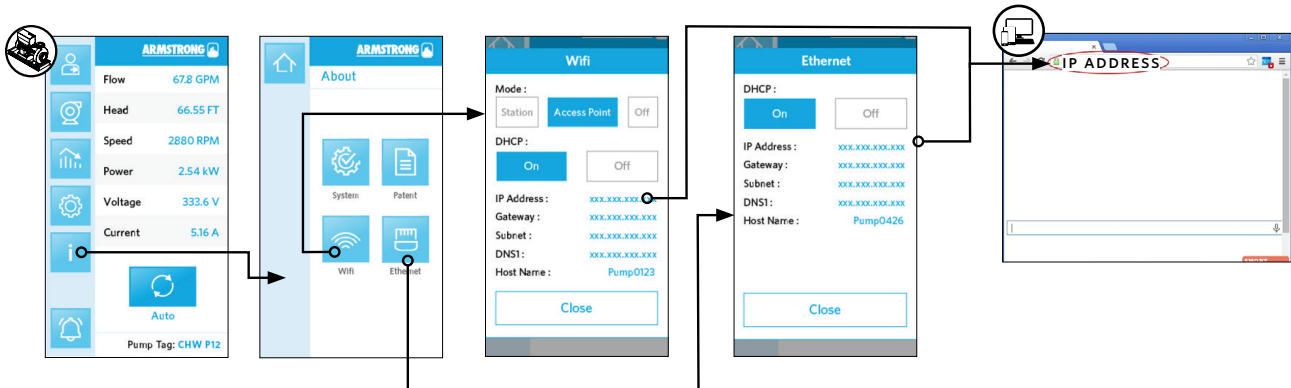 ARMSTRONG
Flow 67.8 GPM
Head 66.55 FT
Speed 2880 RPM
Power 2.54 kW
Voltage 333.6 V
Current 5.16 A
i
Auto
Pump Tag: CHW P12
ARMSTRONG
About
System Patent
Wifi Ethernet
Wifi
Mode :
Station Access Point Off
DHCP :
On Off
IP Address : xxx.xxx.xxx.xxx
Gateway : xxx.xxx.xxx.xxx
Subnet : xxx.xxx.xxx.xxx
DNS1: xxx.xxx.xxx.xxx
Host Name : Pump0123
Close
Ethernet
DHCP :
On Off
IP Address : xxx.xxx.xxx.xxx
Gateway : xxx.xxx.xxx.xxx
Subnet : xxx.xxx.xxx.xxx
DNS1: xxx.xxx.xxx.xxx
Host Name : Pump0426
Close
IP ADDRESS